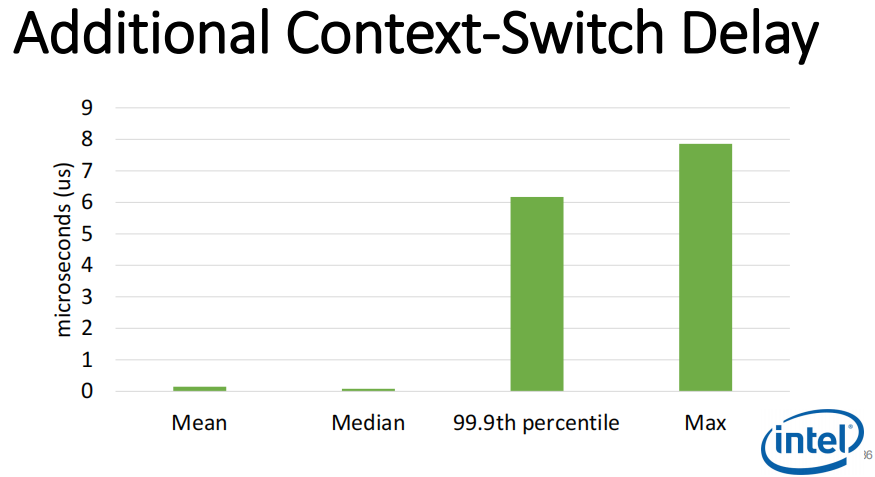 Additional Context-Switch Delay
9
8
7
6
5
4
3
2
1
0
microseconds (us)
Mean Median 99.9th percentile Max
intel®